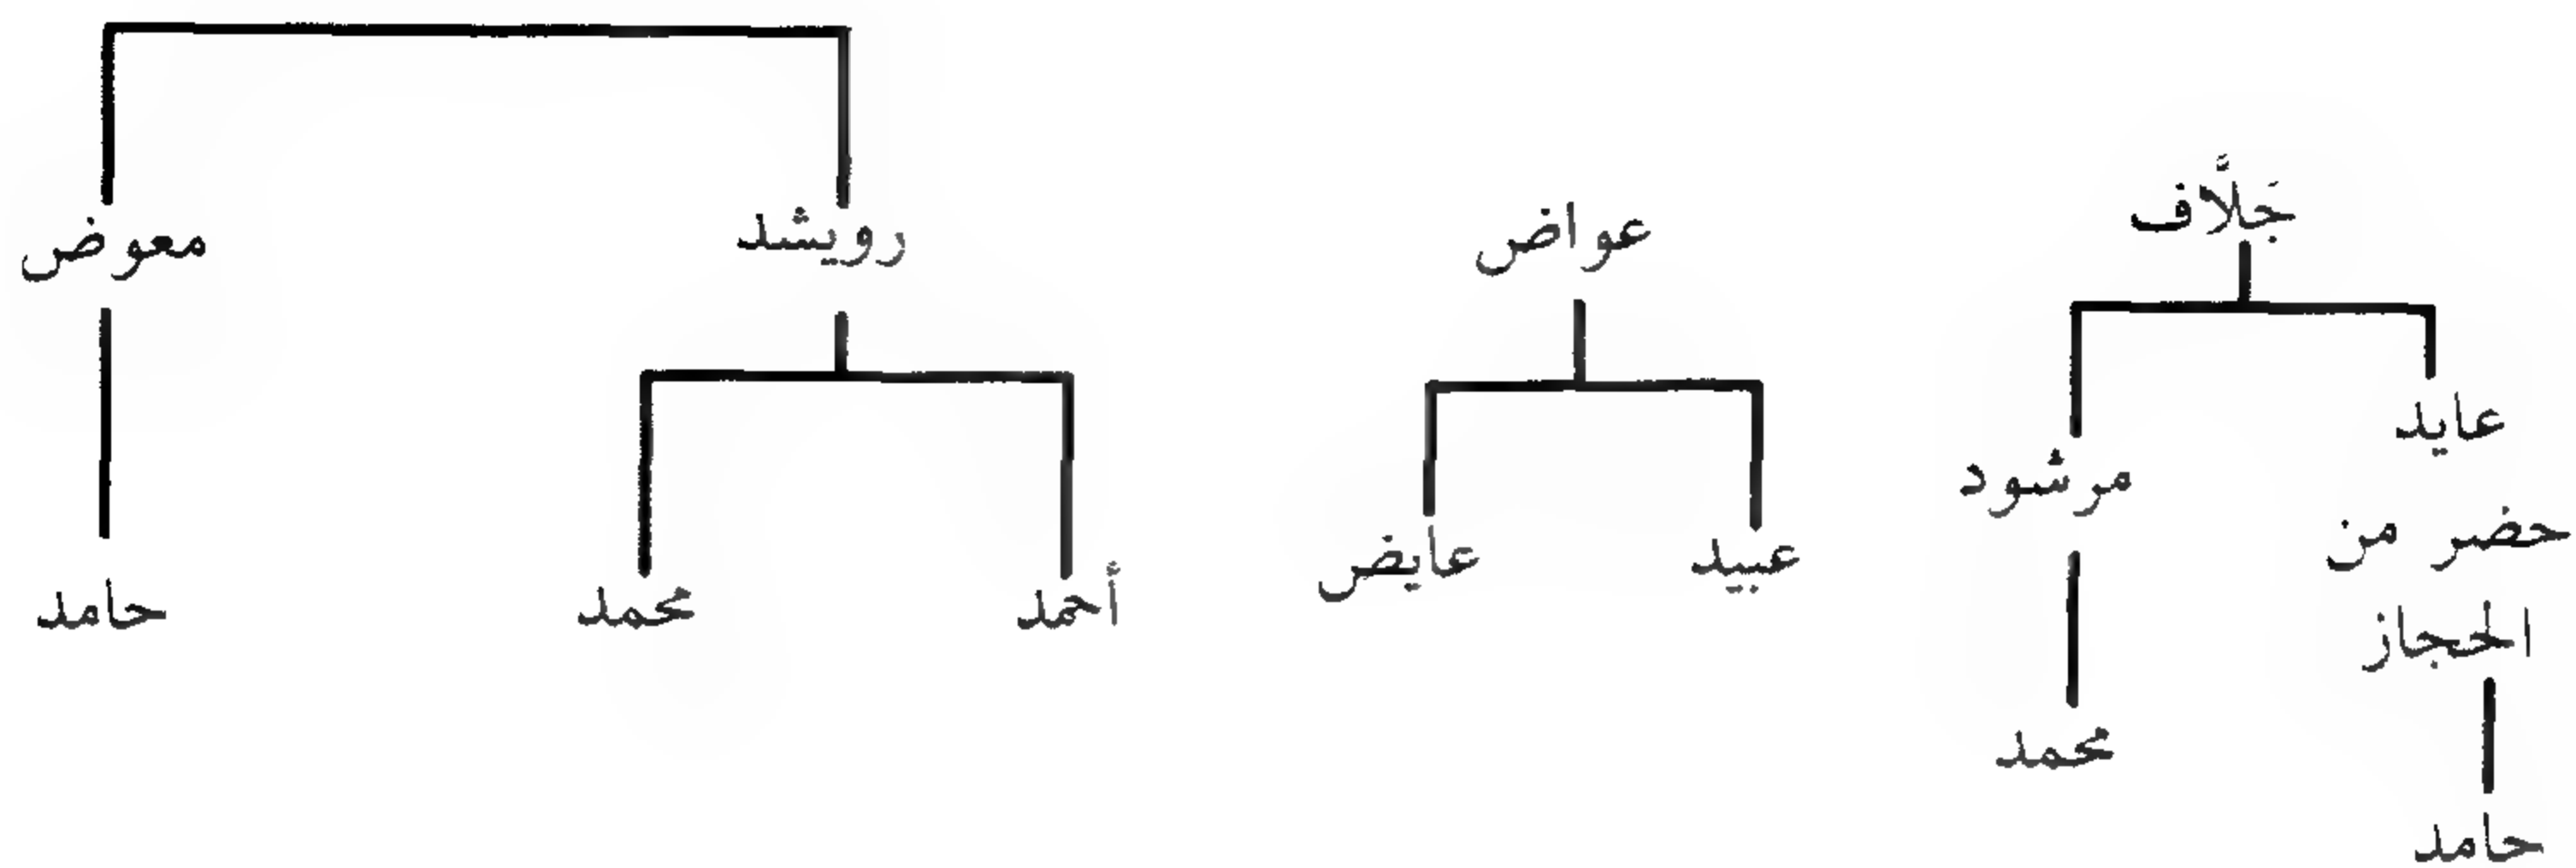 جَلَّاف
عواض
رويشد
معوض
عايد
مرشود
حضر من
الحجاز
عبيد
عايض
أحمد
محمد
حامد
محمد
حامد